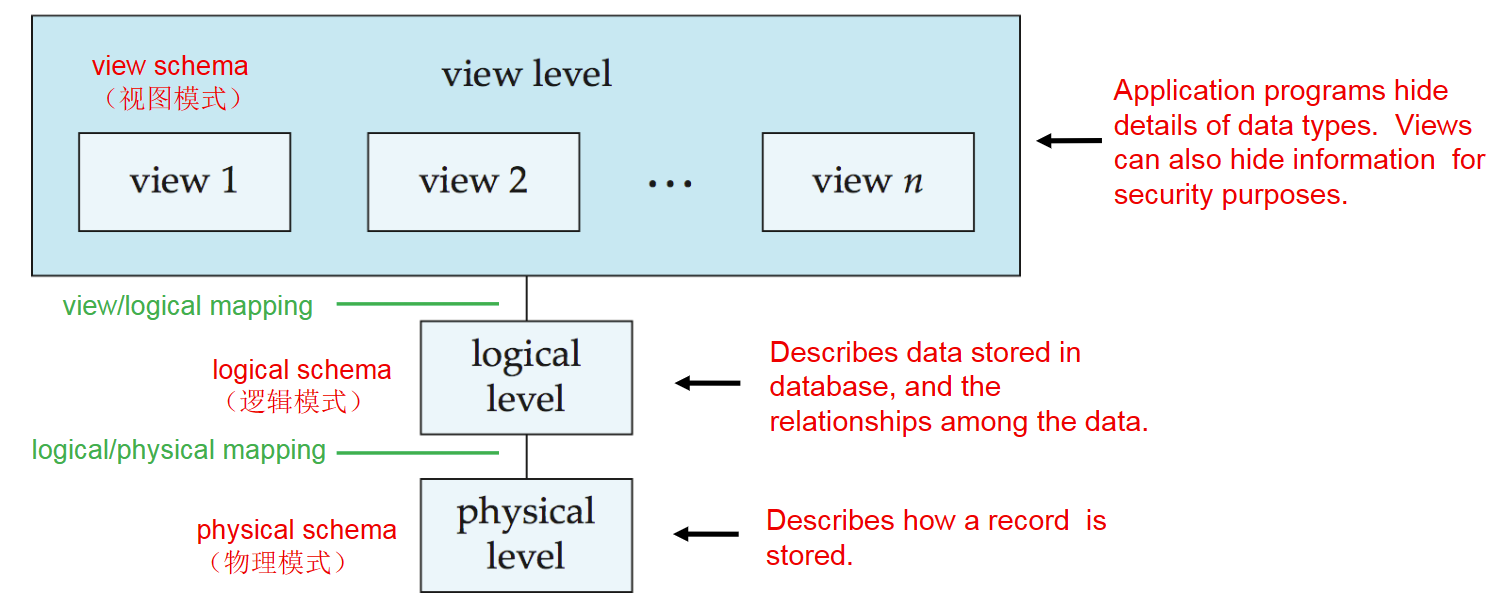 view schema
（视图模式）
view level
view 1
view 2
...
view n
Application programs hide
details of data types. Views
can also hide information for
security purposes.
view/logical mapping
logical schema
（逻辑模式）
logical
level
Describes data stored in
database, and the
relationships among the data.
logical/physical mapping
physical schema
（物理模式）
physical
level
Describes how a record is
stored.